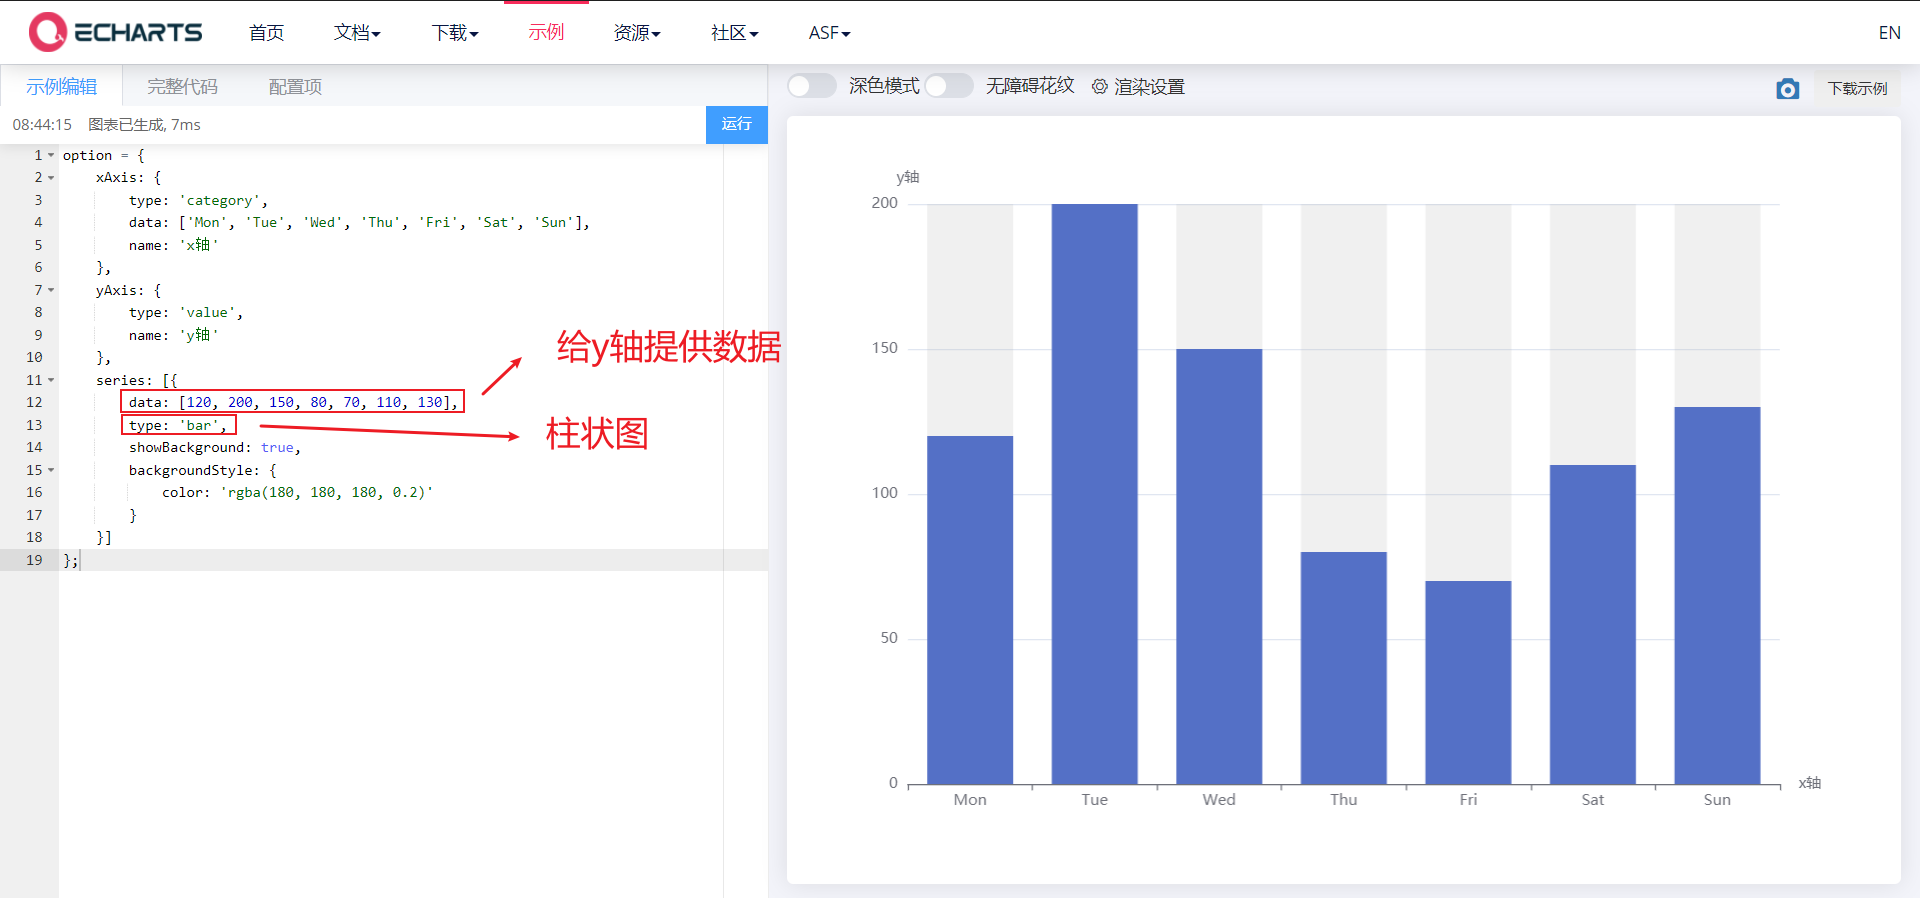 ECHARTS 首页 文档 下载 示例 资源 社区 ASF EN
示例编辑 完整代码 配置项
08:44:15 图表已生成, 7ms 运行
1 option = {
2 xAxis: {
3 type: 'category',
4 data: ['Mon', 'Tue', 'Wed', 'Thu', 'Fri', 'Sat', 'Sun'],
5 name: 'x轴'
6 },
7 yAxis: {
8 type: 'value',
9 name: 'y轴'
10 },
11 series: [{
12 data: [120, 200, 150, 80, 70, 110, 130],
13 type: 'bar',
14 showBackground: true,
15 backgroundStyle: {
16 color: 'rgba(180, 180, 180, 0.2)'
17 }
18 }]
19 };
给y轴提供数据
柱状图
深色模式 无障碍花纹 渲染设置 下载示例
y轴
200
150
100
50
0
Mon Tue Wed Thu Fri Sat Sun
x轴